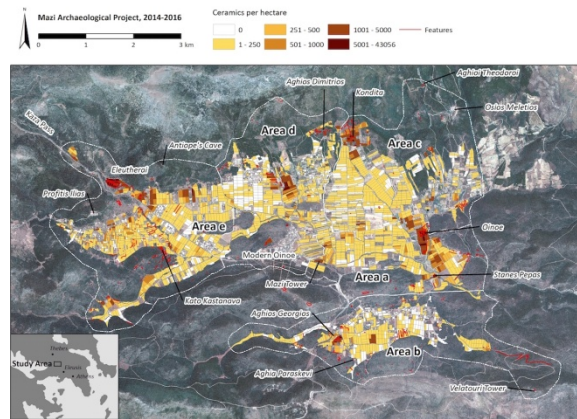 Mazi Archaeological Project, 2014-2016
N
0 1 2 3 km
Ceramics per hectare
0 251 - 500 1001 - 5000 Features
1 - 250 501 - 1000 5001 - 43056
Aghioi Theodoroi
Aghios Dimitrios
Kondita
Osios Meletios
Kaza Pass
Antiope's Cave
Area d
Area c
Eleutherai
Profitis Ilias
Area e
Oinoe
Modern Oinoe
Area a
Mazi Tower
Stanes Pepas
Kato Kastanava
Aghios Georgios
Area b
Study Area
Eleusis
Athens
Aghia Paraskevi
Velatouri Tower